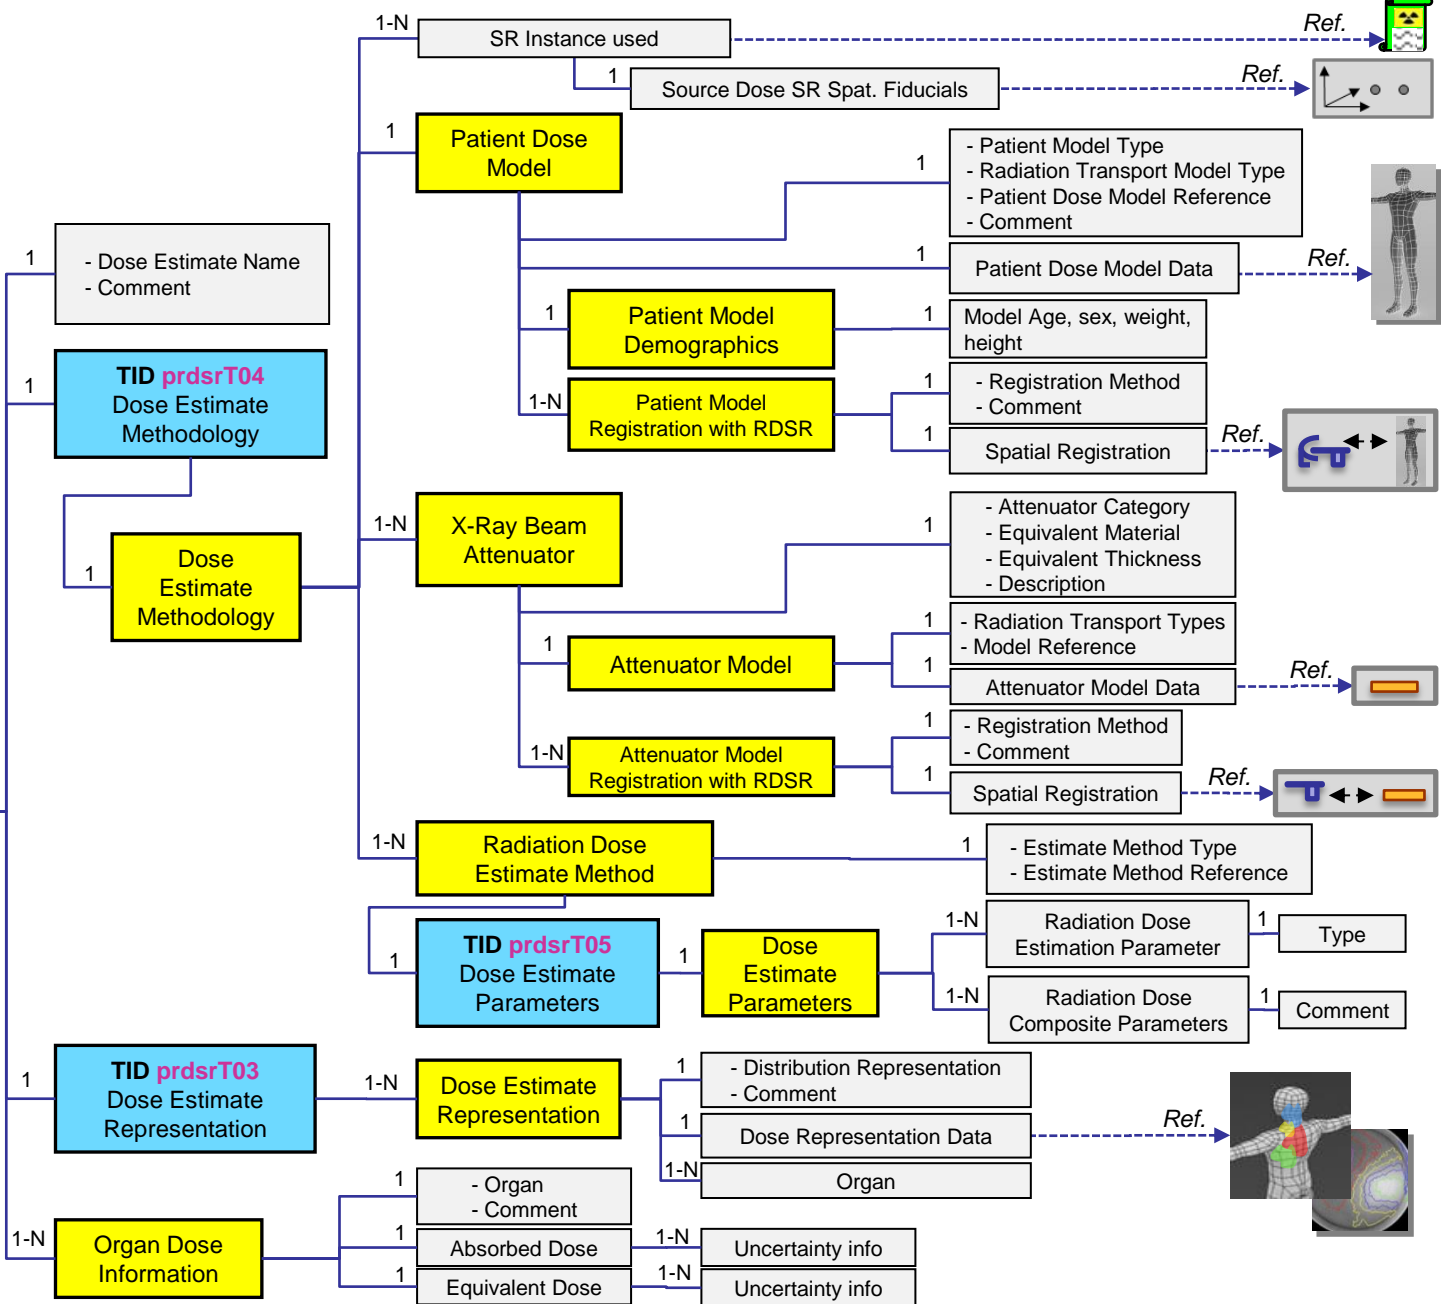 1-N
SR Instance used
Ref.
1
Source Dose SR Spat. Fiducials
Ref.
1
Patient Dose
Model
1
- Patient Model Type
- Radiation Transport Model Type
- Patient Dose Model Reference
- Comment
1
- Dose Estimate Name
- Comment
1
Patient Dose Model Data
Ref.
1
Patient Model
Demographics
1
Model Age, sex, weight,
height
1
TID prdsrT04
Dose Estimate
Methodology
1-N
Patient Model
Registration with RDSR
1
- Registration Method
- Comment
1
Spatial Registration
Ref.
1-N
X-Ray Beam
Attenuator
1
- Attenuator Category
- Equivalent Material
- Equivalent Thickness
- Description
1
Dose
Estimate
Methodology
1
Attenuator Model
1
- Radiation Transport Types
- Model Reference
1
Attenuator Model Data
Ref.
1-N
Attenuator Model
Registration with RDSR
1
- Registration Method
- Comment
1
Spatial Registration
Ref.
1-N
Radiation Dose
Estimate Method
1
- Estimate Method Type
- Estimate Method Reference
1
TID prdsrT05
Dose Estimate
Parameters
1
Dose
Estimate
Parameters
1-N
Radiation Dose
Estimation Parameter
1
Type
1-N
Radiation Dose
Composite Parameters
1
Comment
1
TID prdsrT03
Dose Estimate
Representation
1-N
Dose Estimate
Representation
1
- Distribution Representation
- Comment
1
Dose Representation Data
Ref.
1-N
Organ
1-N
Organ Dose
Information
1
- Organ
- Comment
1
Absorbed Dose
1-N
Uncertainty info
1
Equivalent Dose
1-N
Uncertainty info